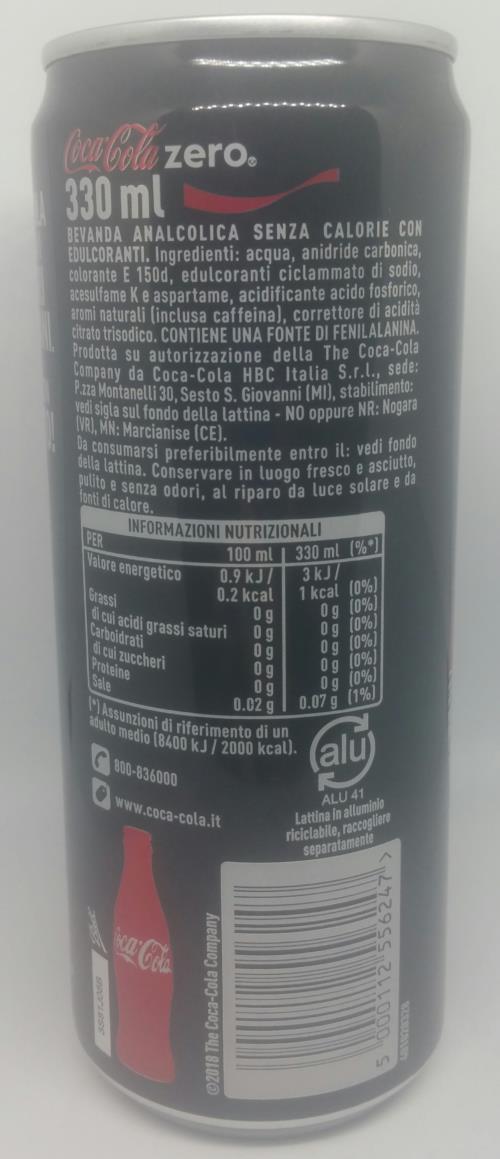 Coca-Cola zero®
330 ml
BEVANDA ANALCOLICA SENZA CALORIE CON
EDULCORANTI. Ingredienti: acqua, anidride carbonica,
colorante E 150d, edulcoranti ciclammato di sodio,
acesulfame K e aspartame, acidificante acido fosforico,
aromi naturali (inclusa caffeina), correttore di acidità
citrato trisodico. CONTIENE UNA FONTE DI FENILALANINA.
Prodotta su autorizzazione della The Coca-Cola
Company da Coca-Cola HBC Italia S.r.l., sede:
P.zza Montanelli 30, Sesto S. Giovanni (MI), stabilimento:
vedi sigla sul fondo della lattina - NO oppure NR: Nogara
(VR), MN: Marcianise (CE).
Da consumarsi preferibilmente entro il: vedi fondo
della lattina. Conservare in luogo fresco e asciutto,
pulito e senza odori, al riparo da luce solare e da
fonti di calore.
INFORMAZIONI NUTRIZIONALI
PER 100 ml 330 ml (%*)
Valore energetico 0.9 kJ / 3 kJ /
0.2 kcal 1 kcal (0%)
Grassi 0 g 0 g (0%)
di cui acidi grassi saturi 0 g 0 g (0%)
Carboidrati 0 g 0 g (0%)
di cui zuccheri 0 g 0 g (0%)
Proteine 0 g 0 g (0%)
Sale 0.02 g 0.07 g (1%)
(*) Assunzioni di riferimento di un
adulto medio (8400 kJ / 2000 kcal).
800-836000
www.coca-cola.it
alu
ALU 41
Lattina in alluminio
riciclabile, raccogliere
separatamente
Coca-Cola
©2018 The Coca-Cola Company
5 000112 556247 >